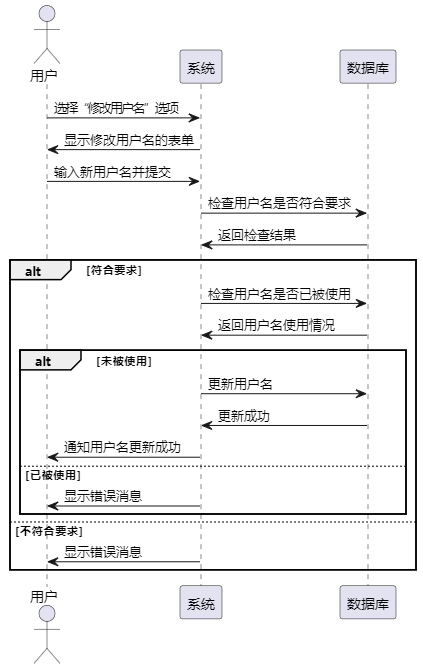 用户
系统
数据库
选择“修改用户名”选项
显示修改用户名的表单
输入新用户名并提交
检查用户名是否符合要求
返回检查结果
alt [符合要求]
检查用户名是否已被使用
返回用户名使用情况
alt [未被使用]
更新用户名
更新成功
通知用户名更新成功
[已被使用]
显示错误消息
[不符合要求]
显示错误消息
用户
系统
数据库